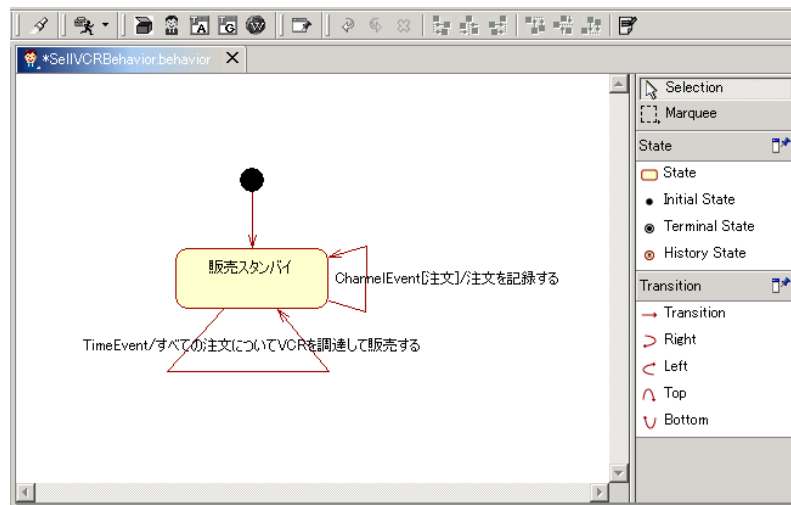 *SellVCRBehavior.behavior
Selection
Marquee
State
State
Initial State
Terminal State
History State
Transition
Transition
Right
Left
Top
Bottom
販売スタンバイ
ChannelEvent[注文]/注文を記録する
TimeEvent/すべての注文についてVCRを調達して販売する